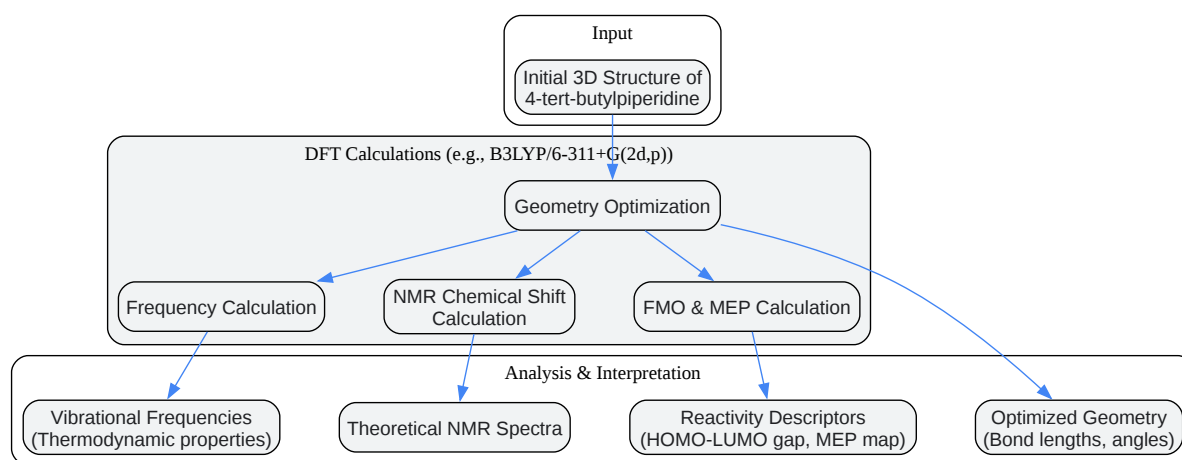 Input
Initial 3D Structure of
4-tert-butylpiperidine
DFT Calculations (e.g., B3LYP/6-311+G(2d,p))
Geometry Optimization
Frequency Calculation
NMR Chemical Shift
Calculation
FMO & MEP Calculation
Analysis & Interpretation
Vibrational Frequencies
(Thermodynamic properties)
Theoretical NMR Spectra
Reactivity Descriptors
(HOMO-LUMO gap, MEP map)
Optimized Geometry
(Bond lengths, angles)